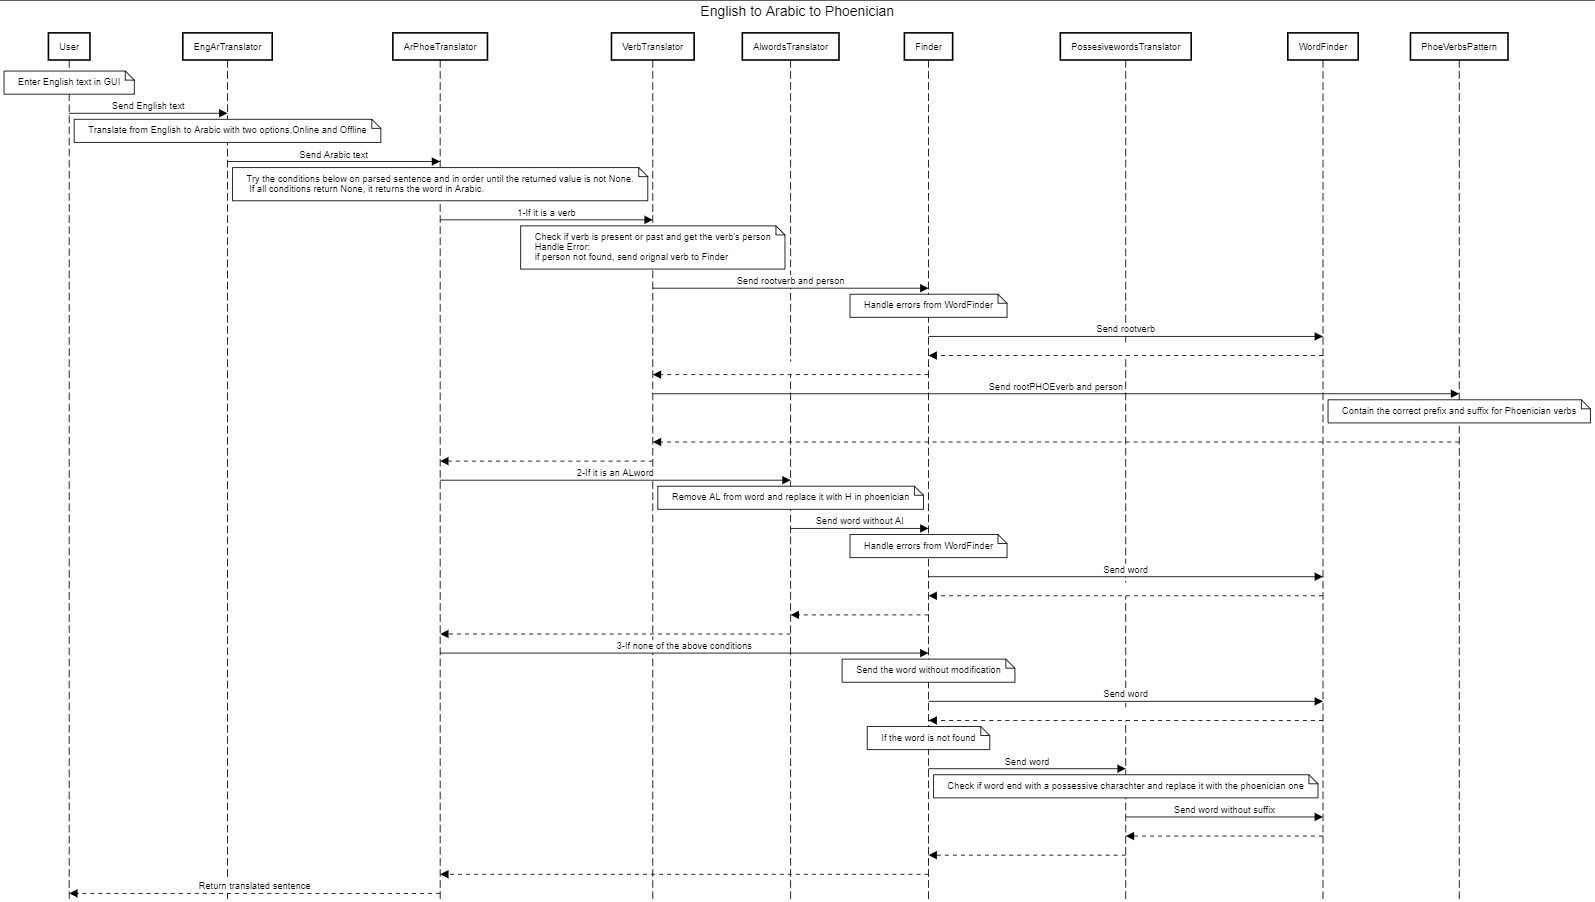 English to Arabic to Phoenician
User
EngArTranslator
ArPhoeTranslator
VerbTranslator
AlwordsTranslator
Finder
PossesivewordsTranslator
WordFinder
PhoeVerbsPattern
Enter English text in GUI
Send English text
Translate from English to Arabic with two options,Online and Offline
Send Arabic text
Try the conditions below on parsed sentence and in order until the returned value is not None.
If all conditions return None, it returns the word in Arabic.
1-If it is a verb
Check if verb is present or past and get the verb's person
Handle Error:
if person not found, send orignal verb to Finder
Send rootverb and person
Handle errors from WordFinder
Send rootverb
Send rootPHOEverb and person
Contain the correct prefix and suffix for Phoenician verbs
2-If it is an ALword
Remove AL from word and replace it with H in phoenician
Send word without Al
Handle errors from WordFinder
Send word
3-If none of the above conditions
Send the word without modification
Send word
If the word is not found
Send word
Check if word end with a possessive charachter and replace it with the phoenician one
Send word without suffix
Return translated sentence